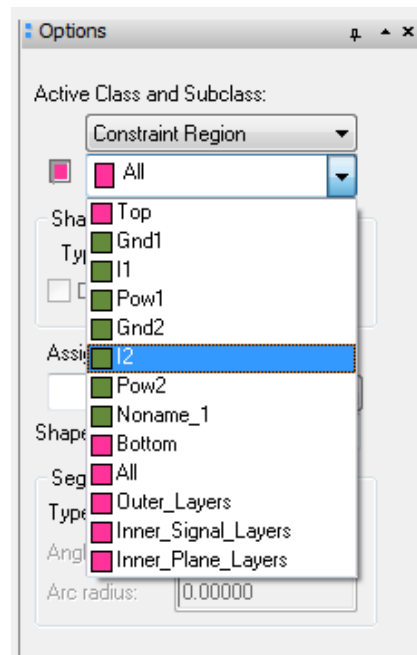 Options
Active Class and Subclass:
Constraint Region
All
Top
Gnd1
I1
Pow1
Gnd2
I2
Pow2
Noname_1
Bottom
All
Outer_Layers
Inner_Signal_Layers
Inner_Plane_Layers
Arc radius: 0.00000